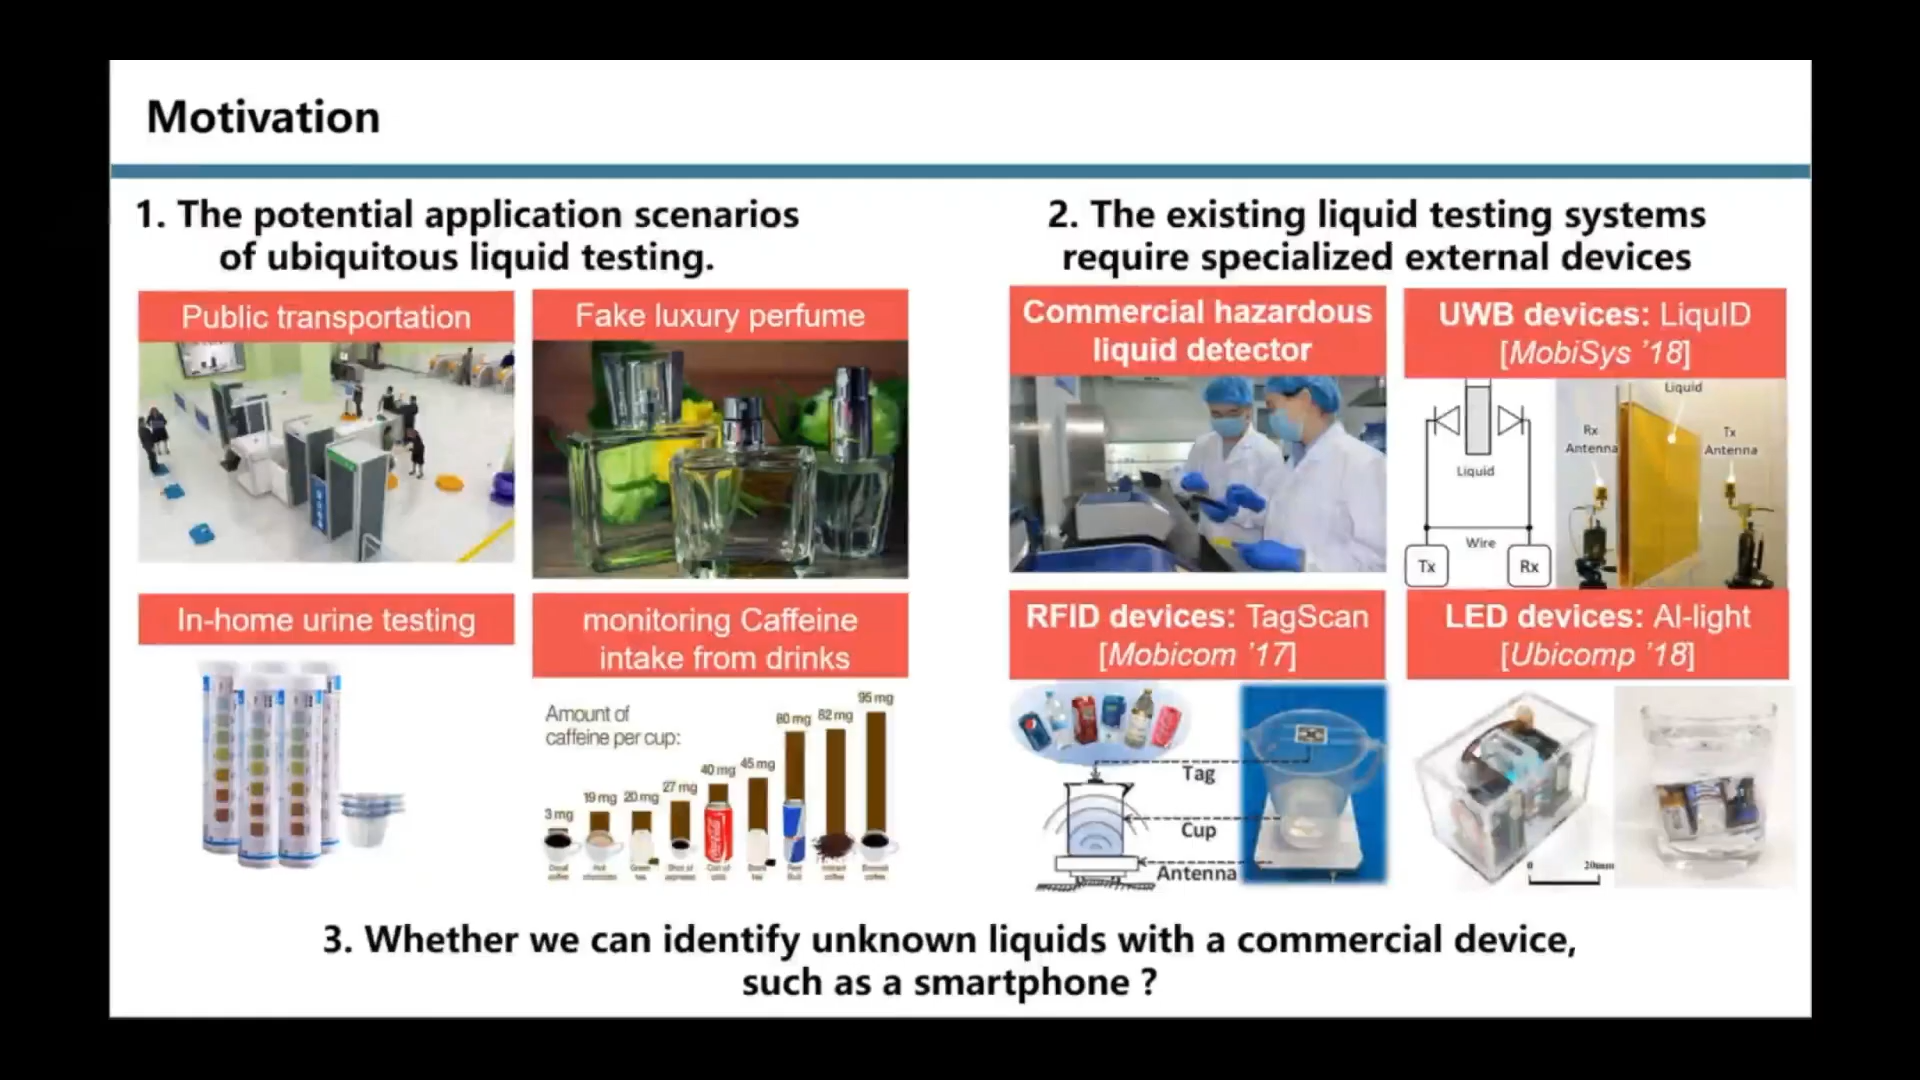 Motivation
1. The potential application scenarios
of ubiquitous liquid testing.
Public transportation
Fake luxury perfume
In-home urine testing
monitoring Caffeine
intake from drinks
Amount of
caffeine per cup:
3 mg
19 mg
20 mg
27 mg
40 mg
45 mg
80 mg
82 mg
95 mg
2. The existing liquid testing systems
require specialized external devices
Commercial hazardous
liquid detector
UWB devices: LiquID
[MobiSys '18]
Liquid
Wire
Tx
Rx
Liquid
Rx
Antenna
Tx
Antenna
RFID devices: TagScan
[Mobicom '17]
Tag
Cup
Antenna
LED devices: Al-light
[Ubicomp '18]
0 20mm
3. Whether we can identify unknown liquids with a commercial device,
such as a smartphone ?